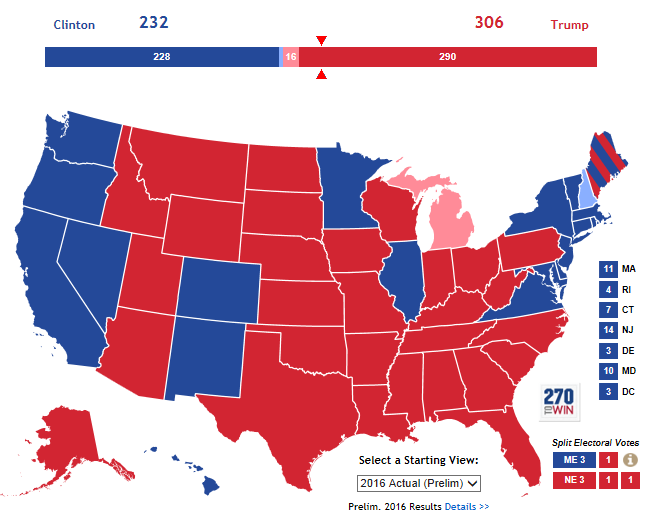 Clinton 232 306 Trump
228 16 290
11 MA
4 RI
7 CT
14 NJ
3 DE
10 MD
3 DC
270
TO WIN
Split Electoral Votes
ME 3 1 i
NE 3 1 1
Select a Starting View:
2016 Actual (Prelim)
Prelim. 2016 Results Details >>